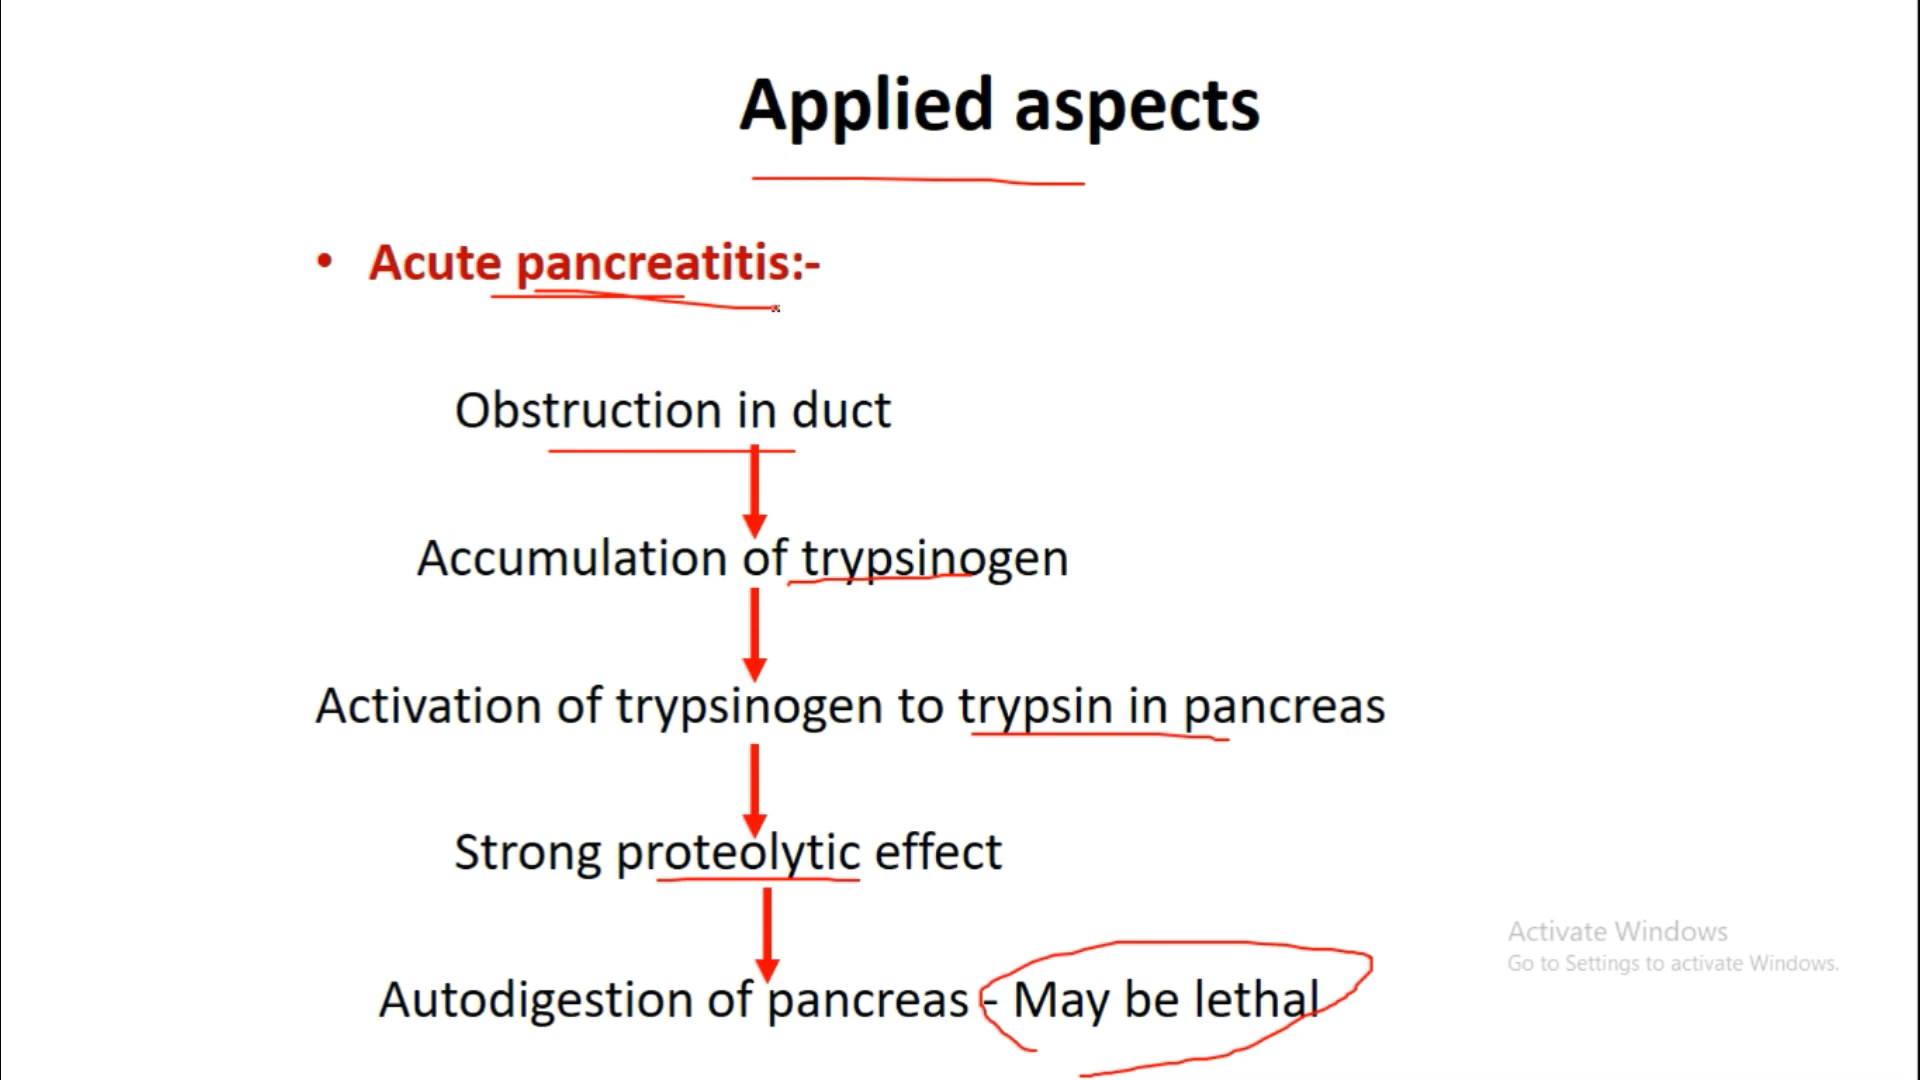 Applied aspects
• Acute pancreatitis:-
Obstruction in duct
Accumulation of trypsinogen
Activation of trypsinogen to trypsin in pancreas
Strong proteolytic effect
Autodigestion of pancreas - May be lethal
Activate Windows
Go to Settings to activate Windows.